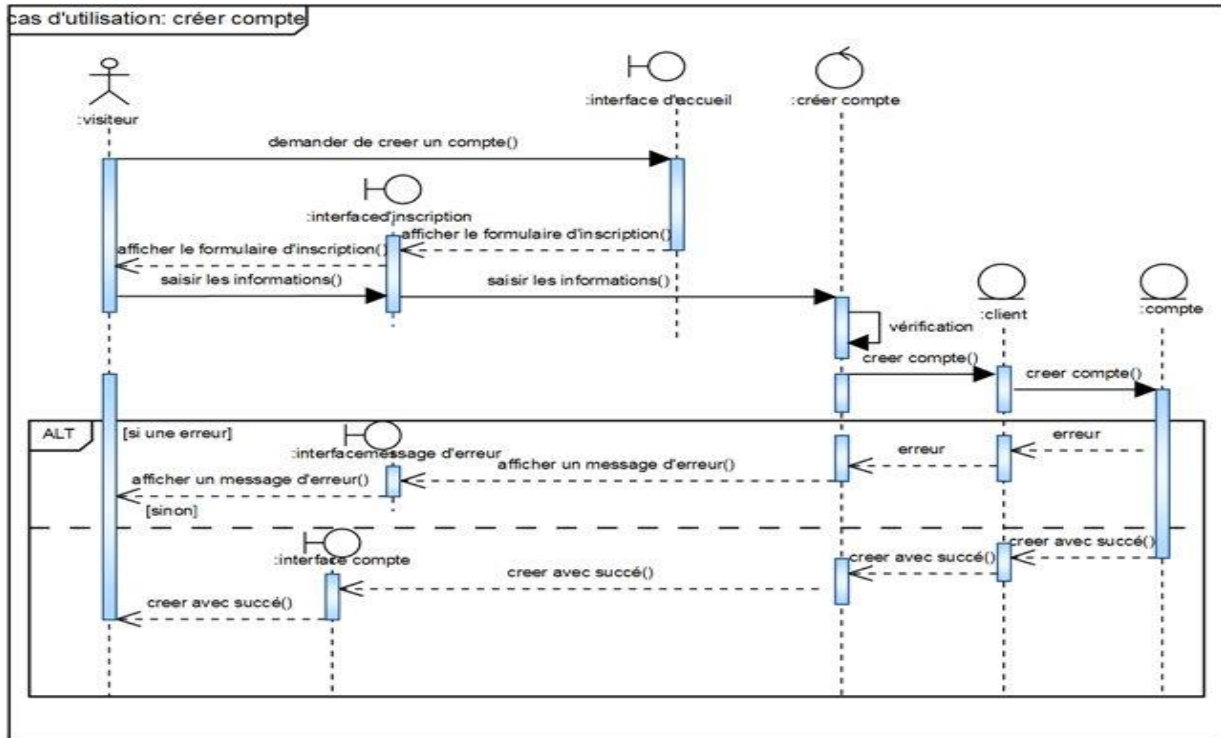 cas d'utilisation: créer compte
:visiteur
:interface d'accueil
:créer compte
demander de creer un compte()
:interfaced'inscription
afficher le formulaire d'inscription()
afficher le formulaire d'inscription()
saisir les informations()
saisir les informations()
:client
:compte
vérification
creer compte()
creer compte()
ALT
[si une erreur]
:interfacemessage d'erreur
erreur
erreur
afficher un message d'erreur()
afficher un message d'erreur()
[sinon]
:interface compte
creer avec succé()
creer avec succé()
creer avec succé()
creer avec succé()